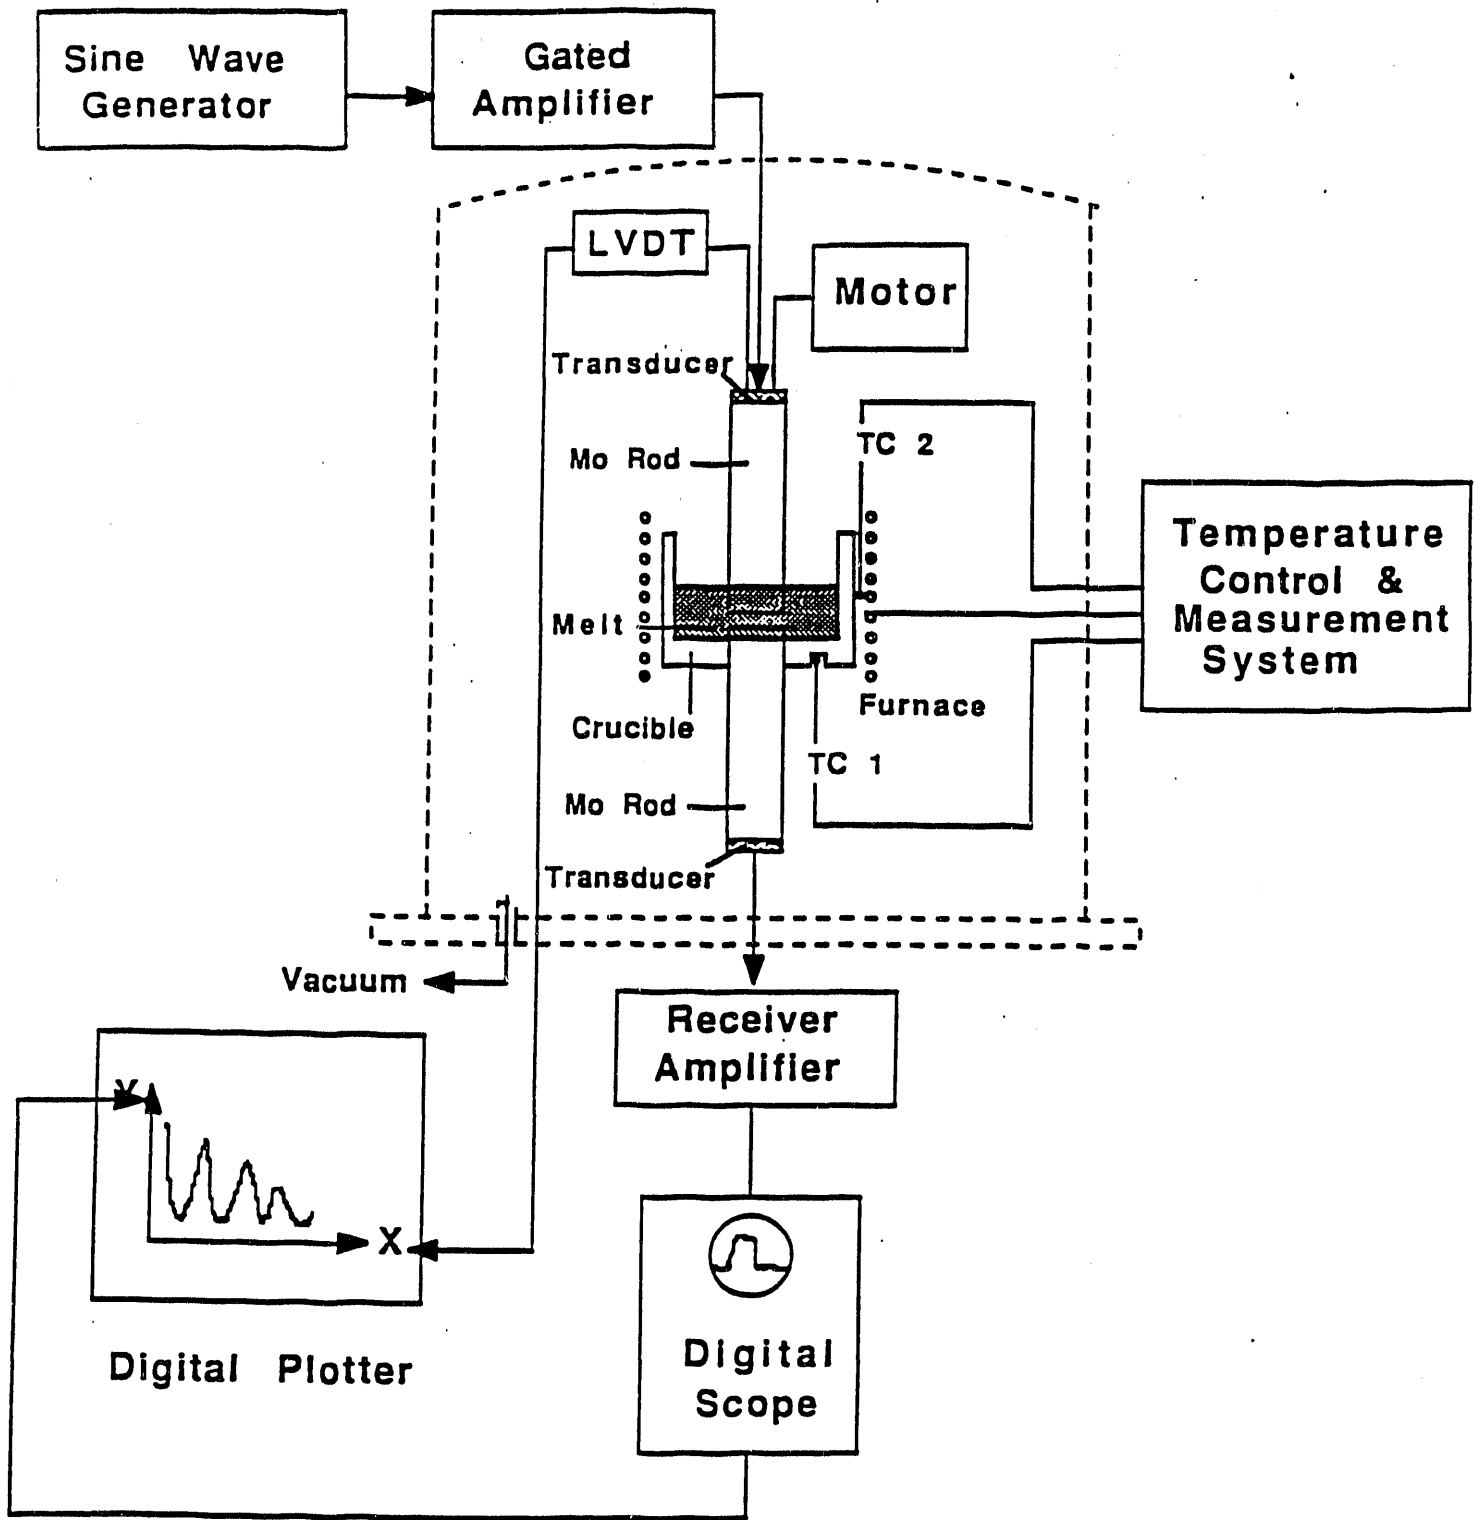 Sine Wave
Generator
Gated
Amplifier
LVDT
Motor
Transducer
TC 2
Mo Rod
Temperature
Control &
Measurement
System
Melt
Furnace
Crucible
TC 1
Mo Rod
Transducer
Vacuum
Receiver
Amplifier
Y
X
Digital Plotter
Digital
Scope